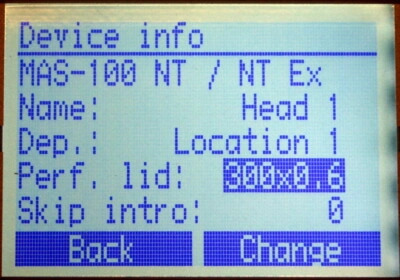 Device info
MAS-100 NT / NT Ex
Name: Head 1
Dep.: Location 1
Perf. lid: 300x0.6
Skip intro: 0
Back Change